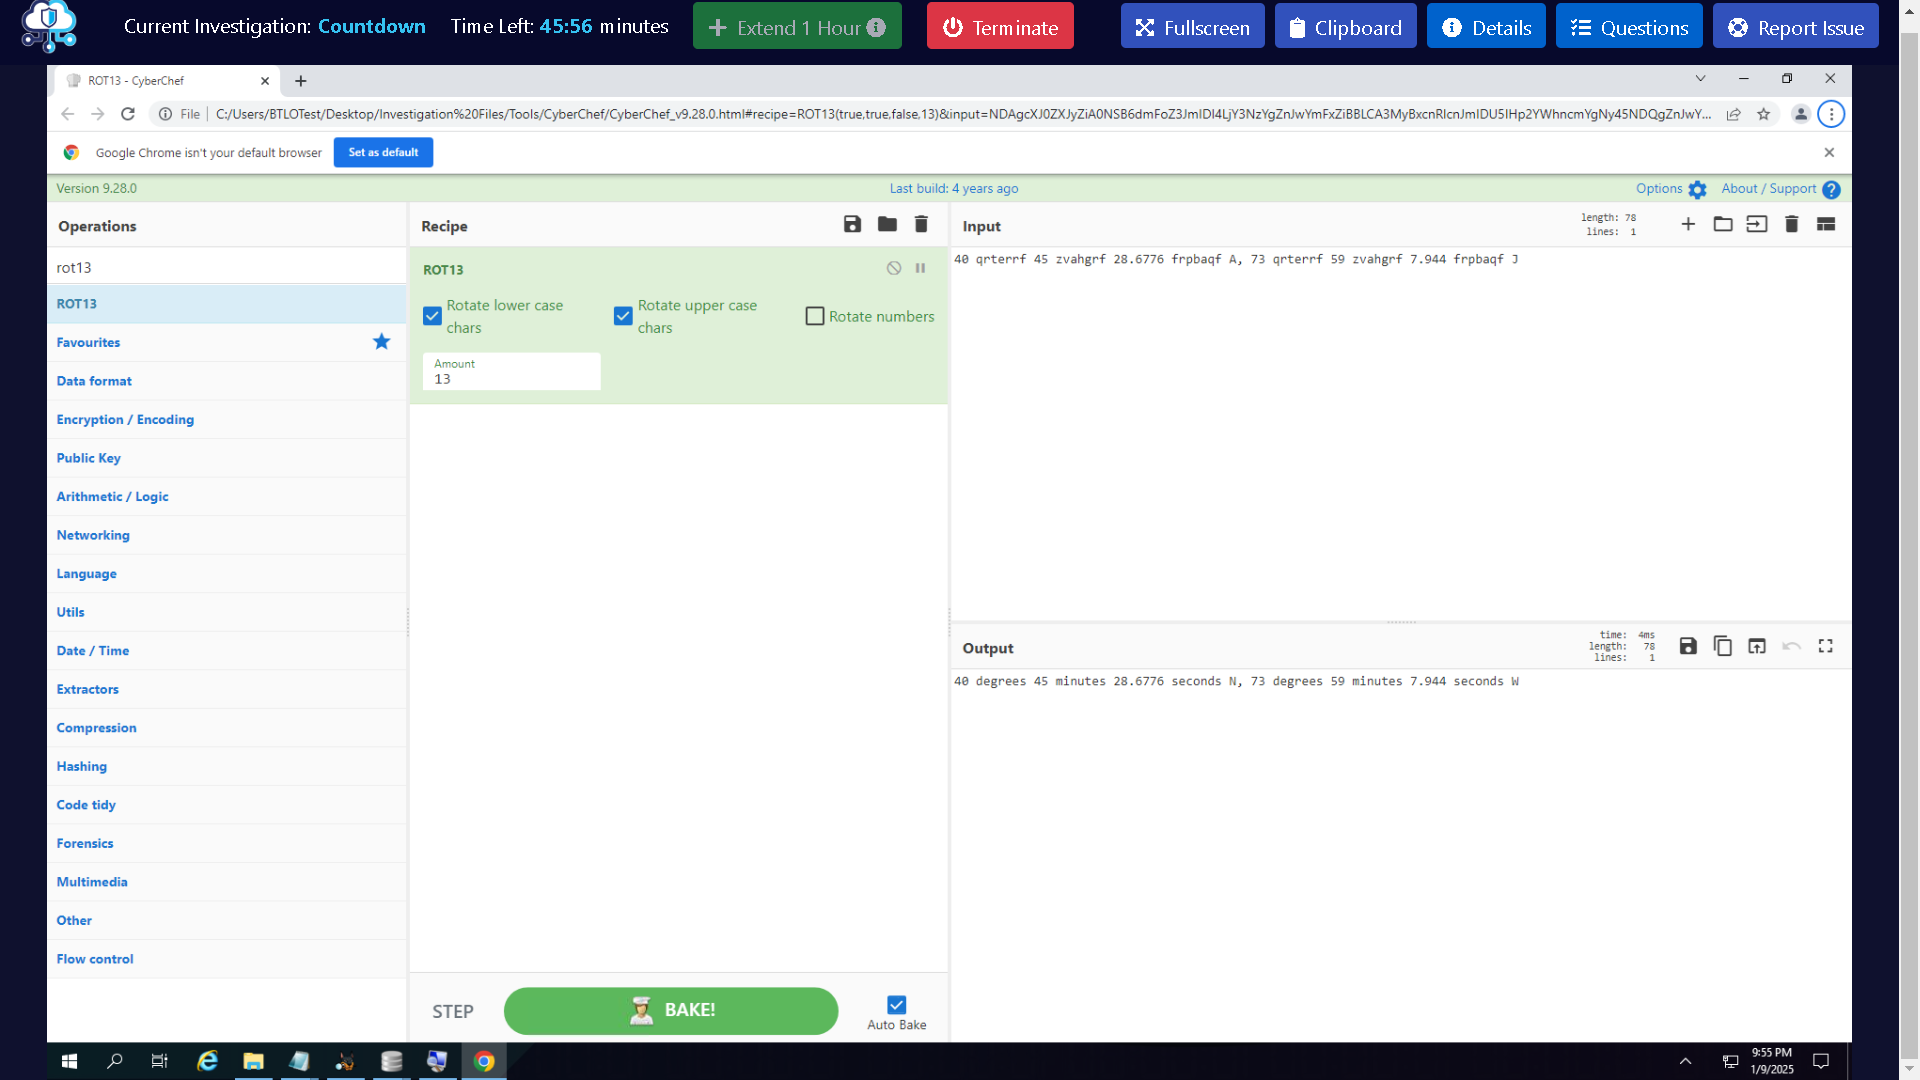 Current Investigation: Countdown
Time Left: 45:56 minutes
Extend 1 Hour
Terminate
Fullscreen
Clipboard
Details
Questions
Report Issue
ROT13 - CyberChef
File
C:/Users/BTLOTest/Desktop/Investigation%20Files/Tools/CyberChef/CyberChef_v9.28.0.html#recipe=ROT13(true,true,false,13)&input=NDAgcXJ0ZXJyZiA0NSB6dmFoZ3JmIDI4LjY3NzYgZnJwYmFxZiBBLCA3MyBxcnRlcnJmIDU5IHp2YWhncmYgNy45NDQgZnJwY...
Google Chrome isn't your default browser
Set as default
Version 9.28.0
Last build: 4 years ago
Options
About / Support
Operations
rot13
ROT13
Favourites
Data format
Encryption / Encoding
Public Key
Arithmetic / Logic
Networking
Language
Utils
Date / Time
Extractors
Compression
Hashing
Code tidy
Forensics
Multimedia
Other
Flow control
Recipe
ROT13
Rotate lower case chars
Rotate upper case chars
Rotate numbers
Amount
13
STEP
BAKE!
Auto Bake
Input
length: 78
lines: 1
40 qrterrf 45 zvahgrf 28.6776 frpbaqf A, 73 qrterrf 59 zvahgrf 7.944 frpbaqf J
Output
time: 4ms
length: 78
lines: 1
40 degrees 45 minutes 28.6776 seconds N, 73 degrees 59 minutes 7.944 seconds W
9:55 PM
1/9/2025